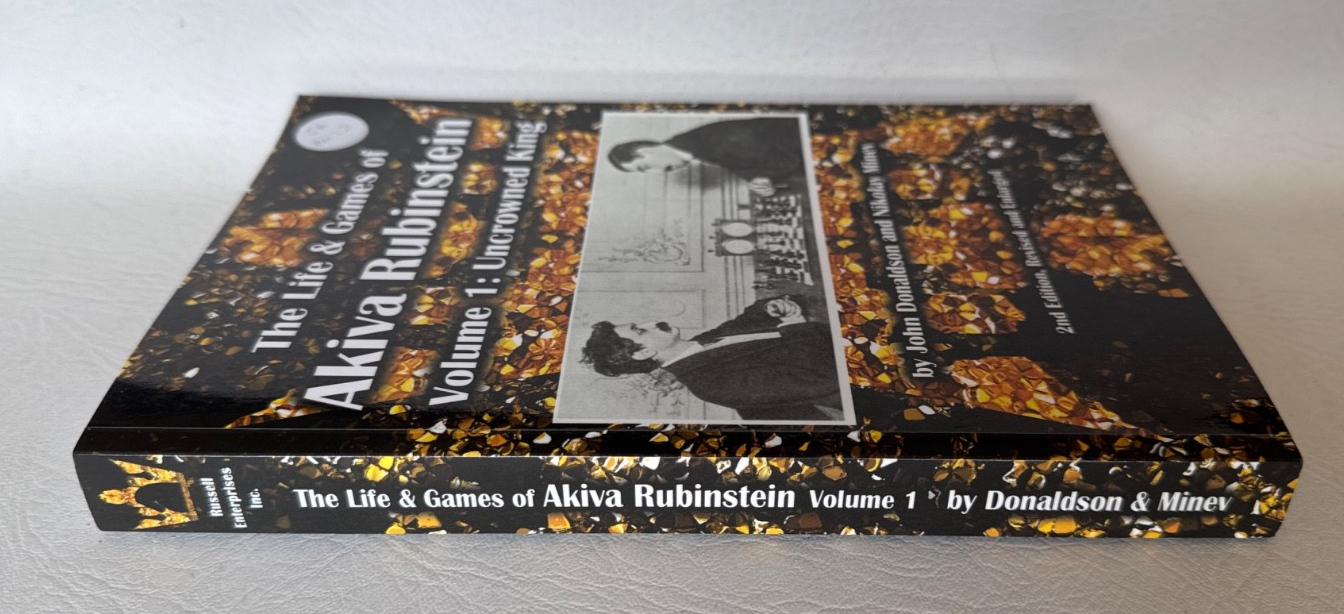 The Life & Games of
Akiva Rubinstein
Volume 1: Uncrowned King
by John Donaldson and Nikolay Minev
2nd Edition, Revised and Enlarged
Russell
Enterprises
Inc.
The Life & Games of Akiva Rubinstein Volume 1 by Donaldson & Minev